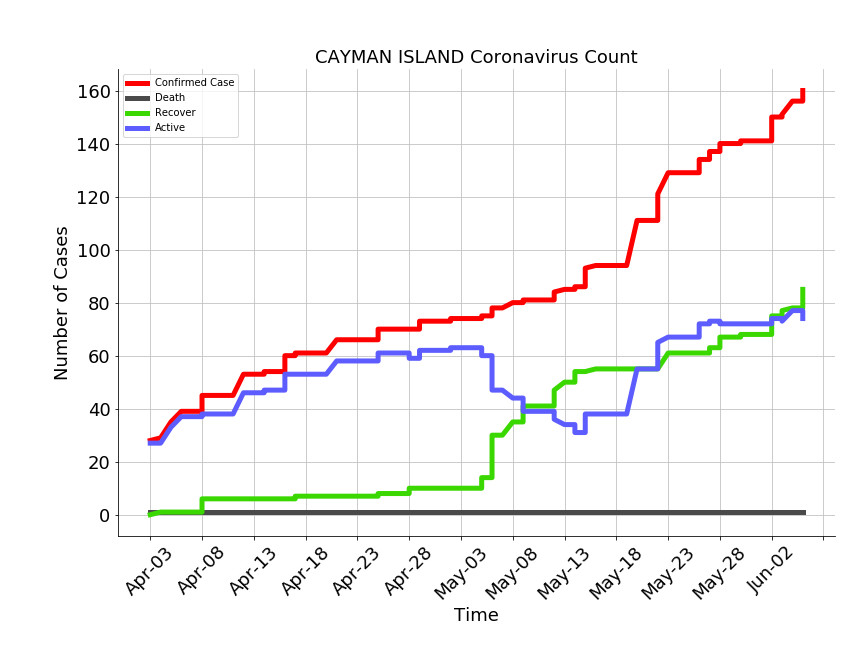 CAYMAN ISLAND Coronavirus Count
Confirmed Case
Death
Recover
Active
Number of Cases
160
140
120
100
80
60
40
20
0
Apr-03
Apr-08
Apr-13
Apr-18
Apr-23
Apr-28
May-03
May-08
May-13
May-18
May-23
May-28
Jun-02
Time